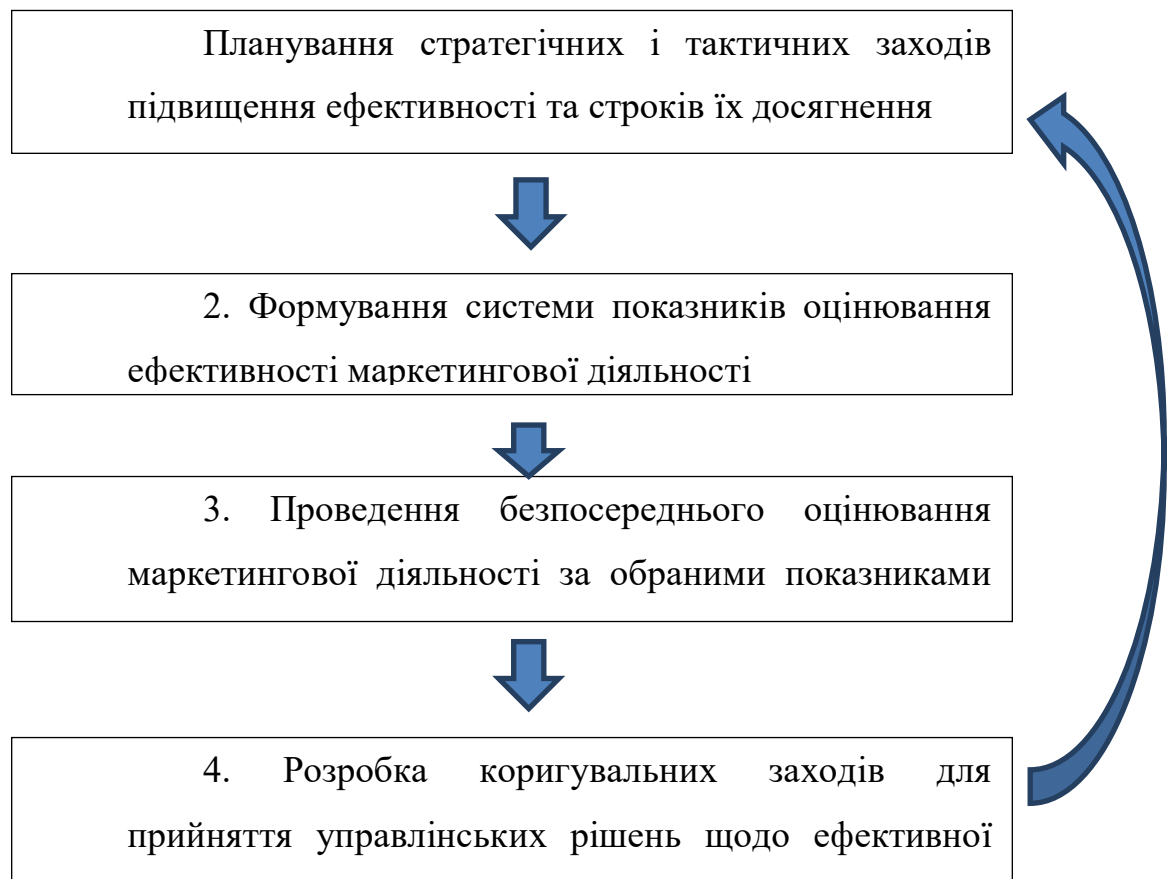 Планування стратегічних і тактичних заходів
підвищення ефективності та строків їх досягнення
2. Формування системи показників оцінювання
ефективності маркетингової діяльності
3. Проведення безпосереднього оцінювання
маркетингової діяльності за обраними показниками
4. Розробка коригувальних заходів для
прийняття управлінських рішень щодо ефективної